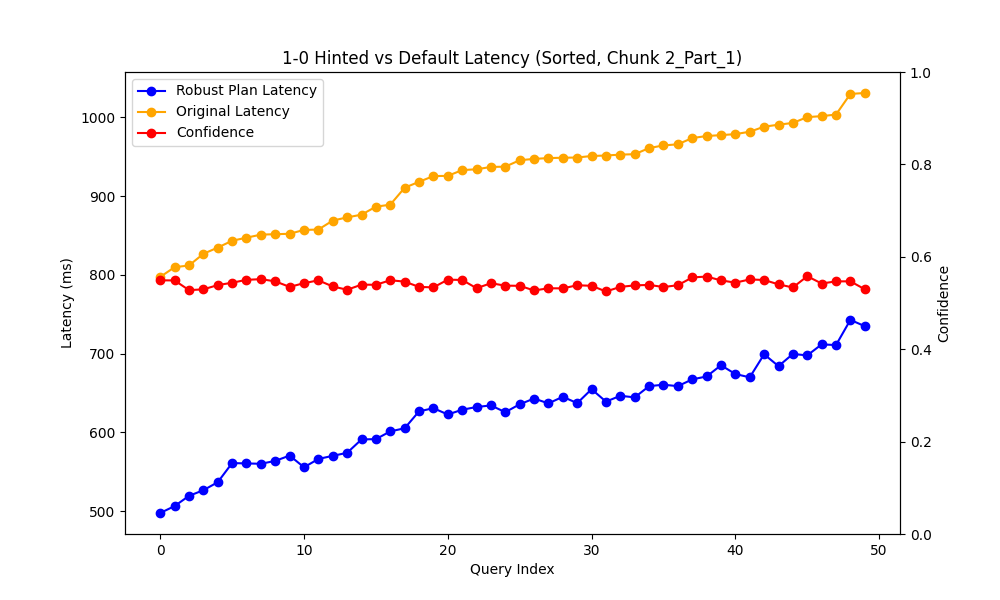 1-0 Hinted vs Default Latency (Sorted, Chunk 2_Part_1)
Robust Plan Latency
Original Latency
Confidence
1000
900
800
700
600
500
Latency (ms)
1.0
0.8
0.6
0.4
0.2
0.0
Confidence
0 10 20 30 40 50
Query Index